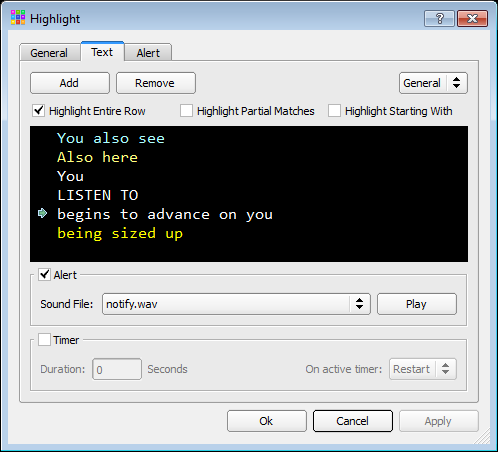 Highlight
General Text Alert
Add Remove General
Highlight Entire Row Highlight Partial Matches Highlight Starting With
You also see
Also here
You
LISTEN TO
begins to advance on you
being sized up
Alert
Sound File: notify.wav Play
Timer
Duration: 0 Seconds On active timer: Restart
Ok Cancel Apply